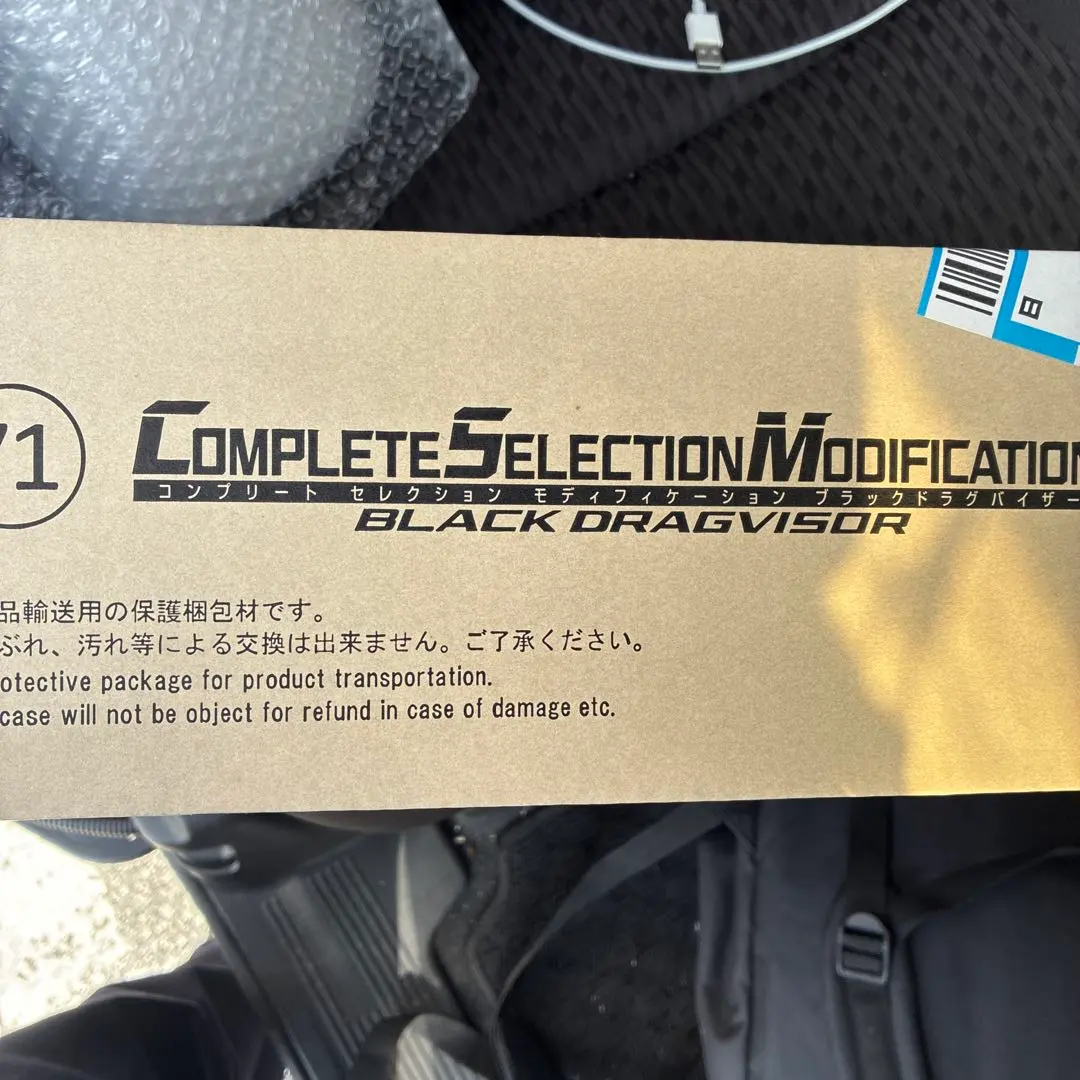 COMPLETE SELECTION MODIFICATION
コンプリート セレクション モディフィケーション ブラックドラグバイザー
BLACK DRAGVISOR
品輸送用の保護梱包材です。
ぶれ、汚れ等による交換は出来ません。ご了承ください。
otective package for product transportation.
case will not be object for refund in case of damage etc.